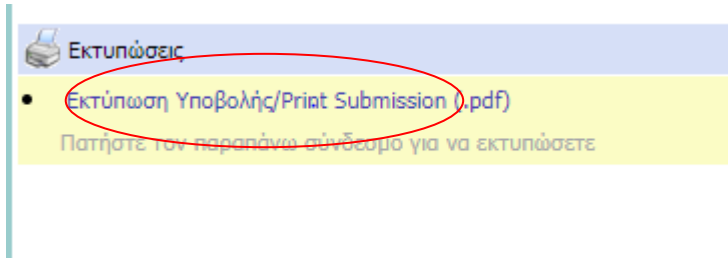 Εκτυπώσεις
Εκτύπωση Υποβολής/Print Submission (.pdf)
Πατήστε τον παραπάνω σύνδεσμο για να εκτυπώσετε